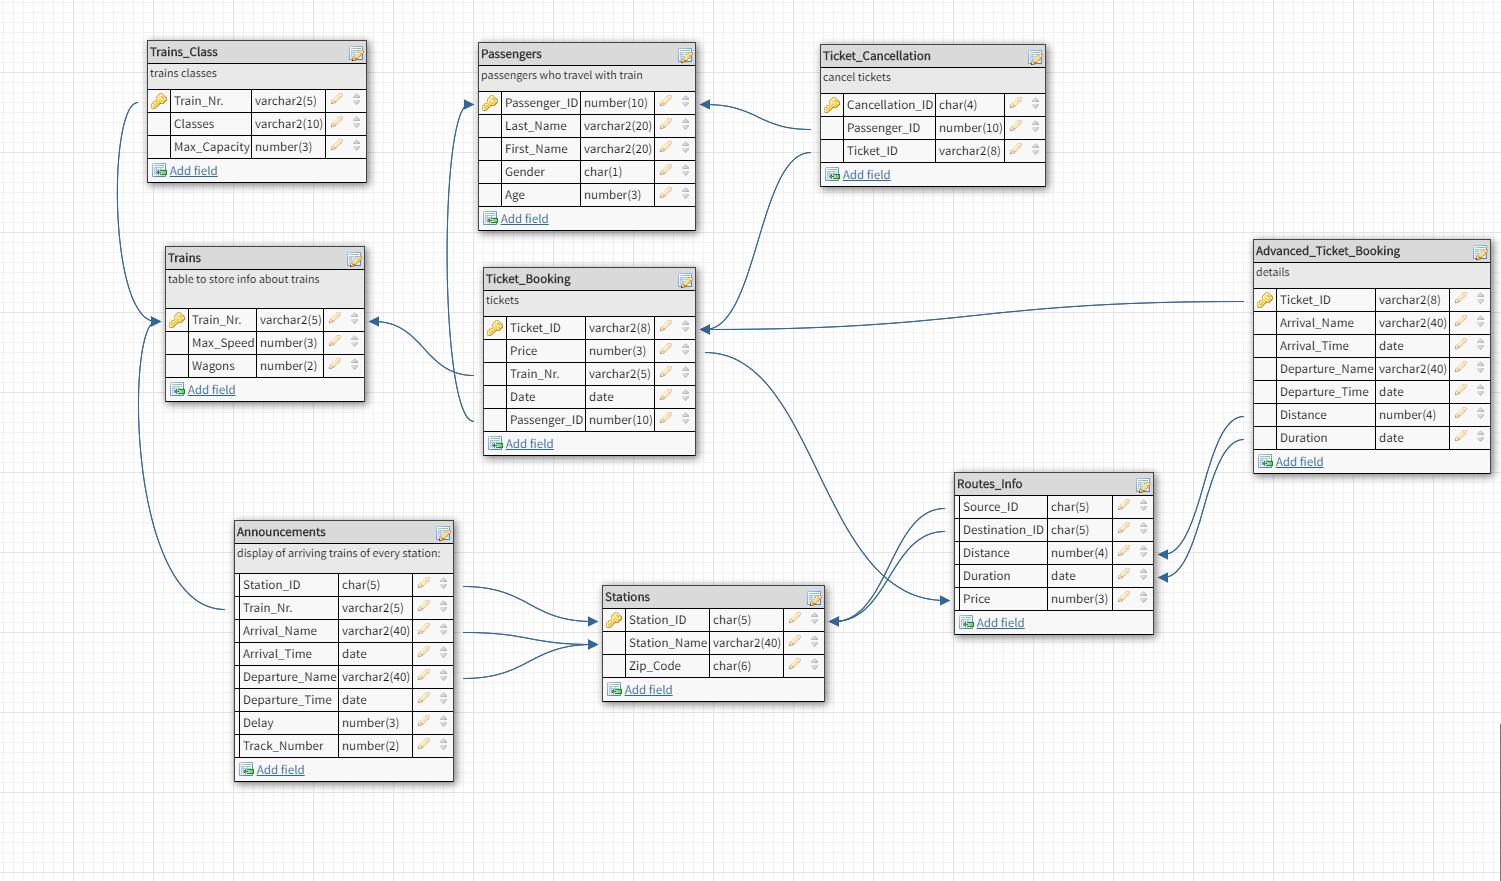 Trains_Class
trains classes
Train_Nr. varchar2(5)
Classes varchar2(10)
Max_Capacity number(3)
Add field
Passengers
passengers who travel with train
Passenger_ID number(10)
Last_Name varchar2(20)
First_Name varchar2(20)
Gender char(1)
Age number(3)
Add field
Ticket_Cancellation
cancel tickets
Cancellation_ID char(4)
Passenger_ID number(10)
Ticket_ID varchar2(8)
Add field
Trains
table to store info about trains
Train_Nr. varchar2(5)
Max_Speed number(3)
Wagons number(2)
Add field
Ticket_Booking
tickets
Ticket_ID varchar2(8)
Price number(3)
Train_Nr. varchar2(5)
Date date
Passenger_ID number(10)
Add field
Advanced_Ticket_Booking
details
Ticket_ID varchar2(8)
Arrival_Name varchar2(40)
Arrival_Time date
Departure_Name varchar2(40)
Departure_Time date
Distance number(4)
Duration date
Add field
Routes_Info
Source_ID char(5)
Destination_ID char(5)
Distance number(4)
Duration date
Price number(3)
Add field
Announcements
display of arriving trains of every station:
Station_ID char(5)
Train_Nr. varchar2(5)
Arrival_Name varchar2(40)
Arrival_Time date
Departure_Name varchar2(40)
Departure_Time date
Delay number(3)
Track_Number number(2)
Add field
Stations
Station_ID char(5)
Station_Name varchar2(40)
Zip_Code char(6)
Add field